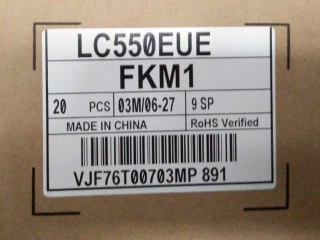 LC550EUE
FKM1
20 PCS 03M/06-27 9 SP
MADE IN CHINA RoHS Verified
VJF76T00703MP 891